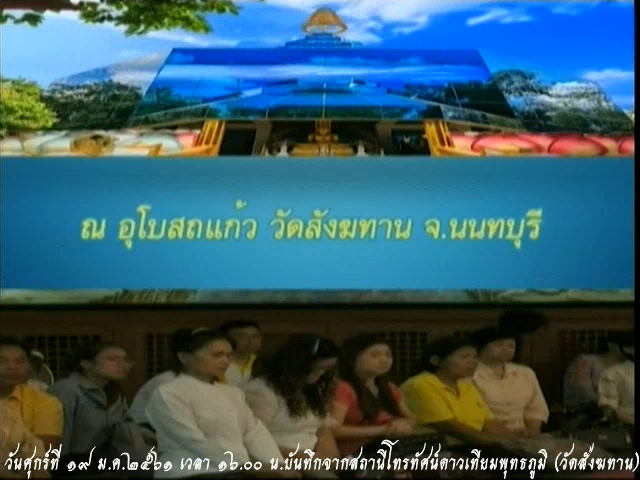 ณ อุโบสถแก้ว วัดสังฆทาน จ.นนทบุรี
วันศุกร์ที่ ๑๙ ม.ค.๒๕๖๑ เวลา ๑๖.๐๐ น.บันทึกจากสถานีโทรทัศน์ดาวเทียมพุทธภูมิ (วัดสังฆทาน)